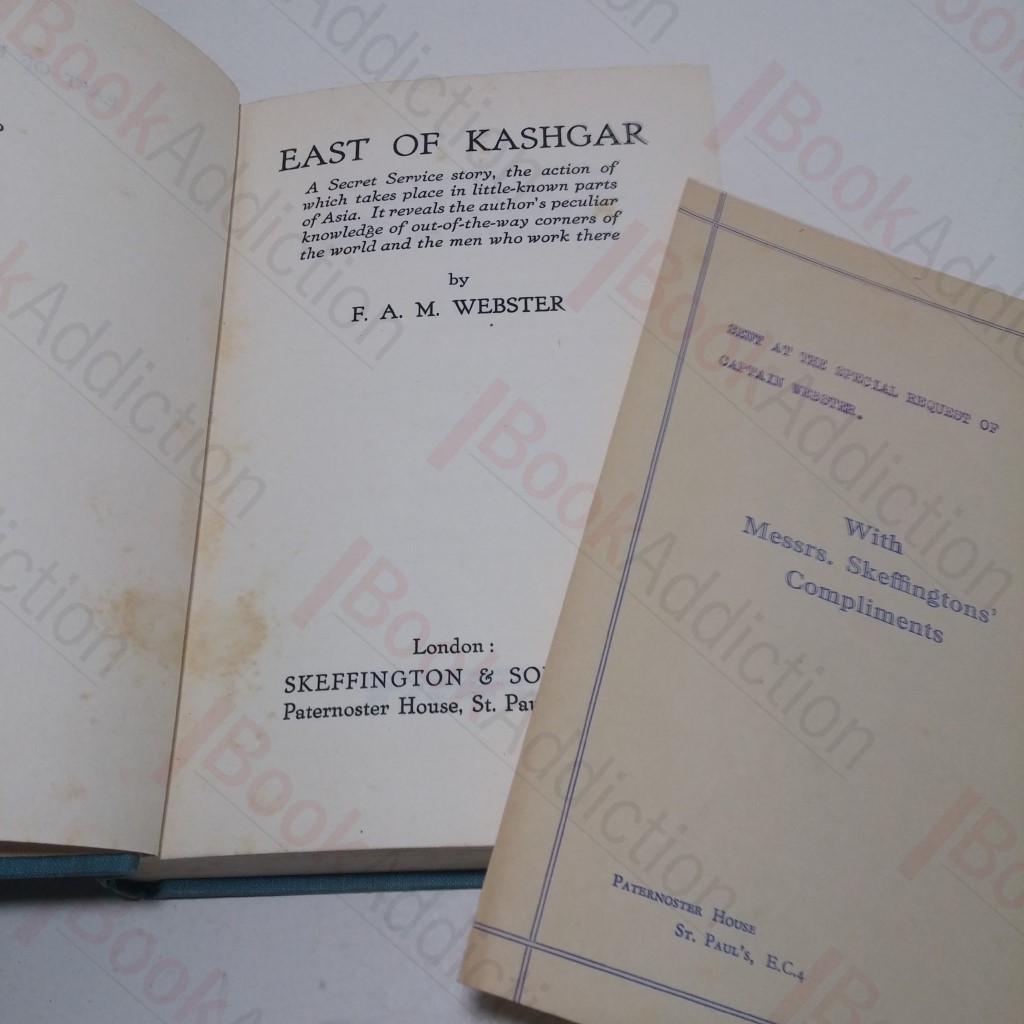 EAST OF KASHGAR
A Secret Service story, the action of
which takes place in little-known parts
of Asia. It reveals the author's peculiar
knowledge of out-of-the-way corners of
the world and the men who work there
by
F. A. M. WEBSTER
London:
SKEFFINGTON & SO
Paternoster House, St. Pau
SENT AT THE SPECIAL REQUEST OF
CAPTAIN WEBSTER.
With
Messrs. Skeffingtons'
Compliments
PATERNOSTER HOUSE
ST. PAUL'S, E.C.4
BookAddiction